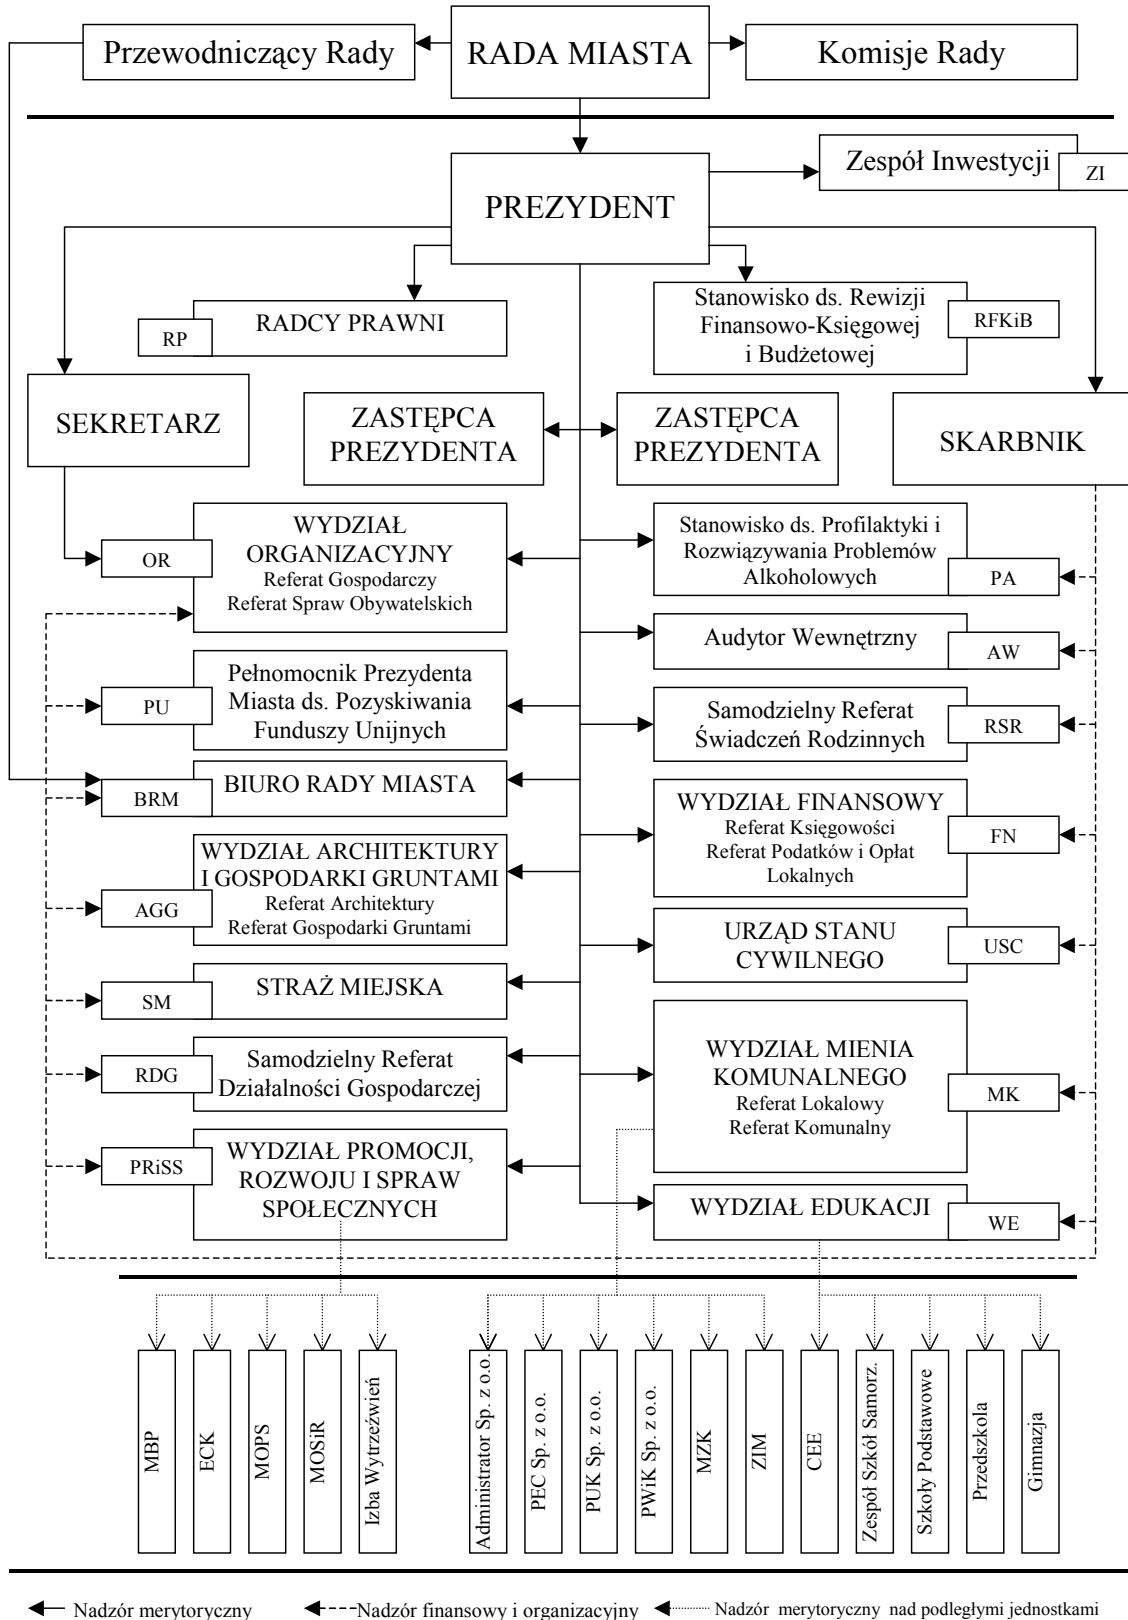 Przewodniczący Rady
RADA MIASTA
Komisje Rady
PREZYDENT
Zespół Inwestycji
ZI
RADCY PRAWNI
RP
Stanowisko ds. Rewizji
Finansowo-Księgowej
i Budżetowej
RFKiB
SEKRETARZ
ZASTĘPCA
PREZYDENTA
ZASTĘPCA
PREZYDENTA
SKARBNIK
WYDZIAŁ
ORGANIZACYJNY
Referat Gospodarczy
Referat Spraw Obywatelskich
OR
Stanowisko ds. Profilaktyki i
Rozwiązywania Problemów
Alkoholowych
PA
Audytor Wewnętrzny
AW
Pełnomocnik Prezydenta
Miasta ds. Pozyskiwania
Funduszy Unijnych
PU
Samodzielny Referat
Świadczeń Rodzinnych
RSR
BIURO RADY MIASTA
BRM
WYDZIAŁ FINANSOWY
Referat Księgowości
Referat Podatków i Opłat
Lokalnych
FN
WYDZIAŁ ARCHITEKTURY
I GOSPODARKI GRUNTAMI
Referat Architektury
Referat Gospodarki Gruntami
AGG
URZĄD STANU
CYWILNEGO
USC
STRAŻ MIEJSKA
SM
WYDZIAŁ MIENIA
KOMUNALNEGO
Referat Lokalowy
Referat Komunalny
MK
Samodzielny Referat
Działalności Gospodarczej
RDG
WYDZIAŁ PROMOCJI,
ROZWOJU I SPRAW
SPOŁECZNYCH
PRiSS
WYDZIAŁ EDUKACJI
WE
MBP
ECK
MOPS
MOSiR
Izba Wytrzeźwień
Administrator Sp. z o.o.
PEC Sp. z o.o.
PUK Sp. z o.o.
PWiK Sp. z o.o.
MZK
ZIM
CEE
Zespół Szkół Samorz.
Szkoły Podstawowe
Przedszkola
Gimnazja
Nadzór merytoryczny
Nadzór finansowy i organizacyjny
Nadzór merytoryczny nad podległymi jednostkami